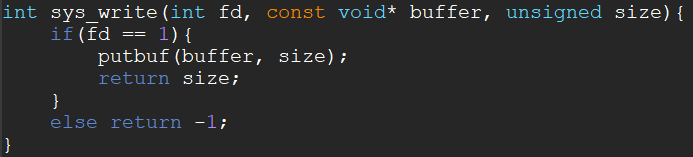 int sys_write(int fd, const void* buffer, unsigned size){
    if(fd == 1){
        putbuf(buffer, size);
        return size;
    }
    else return -1;
}